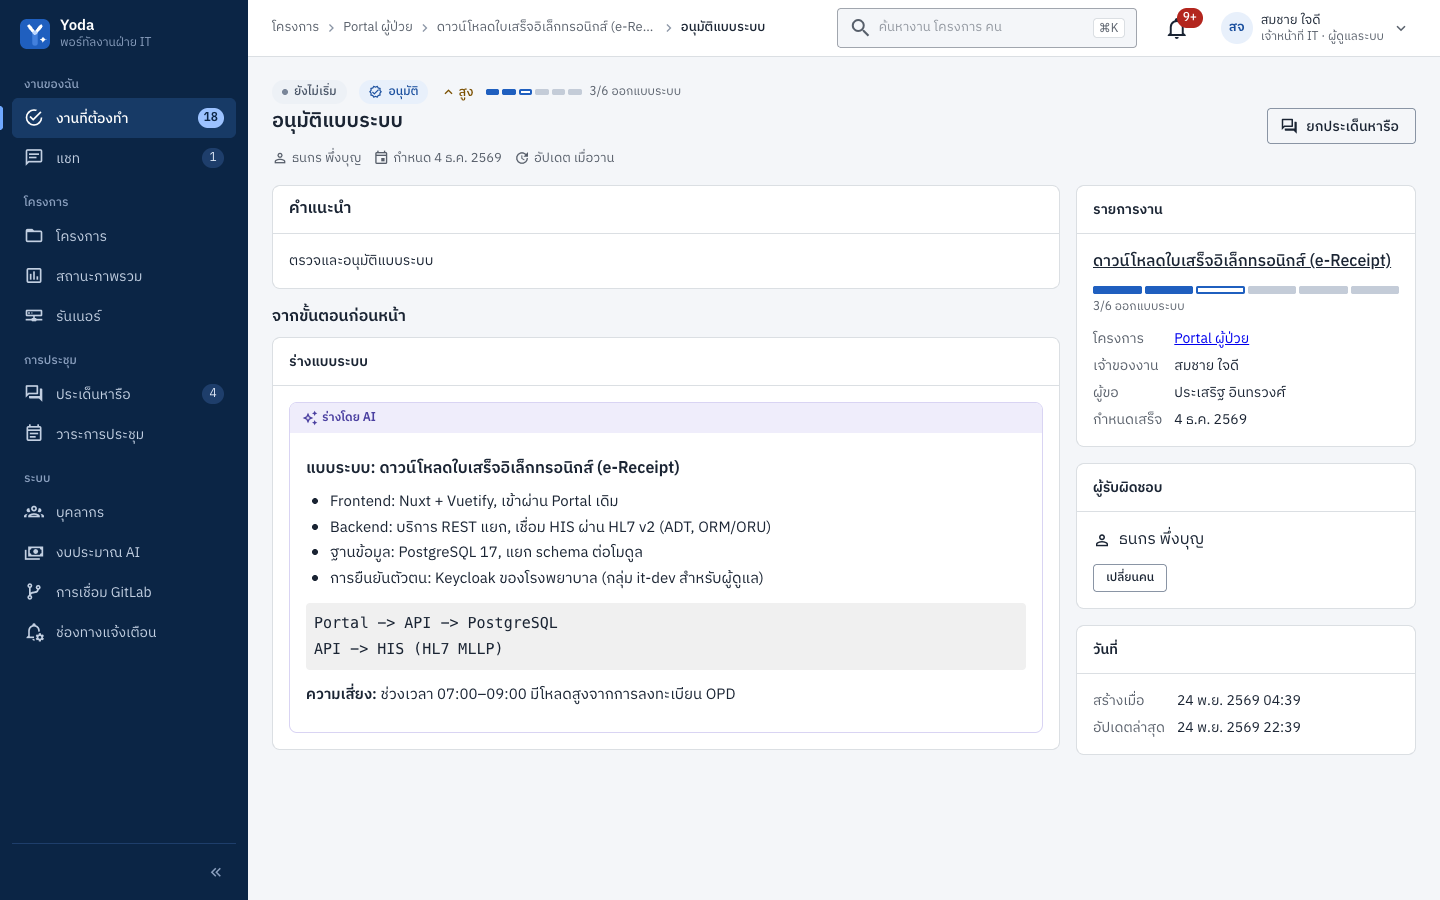 Yoda
พอร์ทัลงานฝ่าย IT
งานของฉัน
งานที่ต้องทำ 18
แชท 1
โครงการ
โครงการ
สถานะภาพรวม
รันเนอร์
การประชุม
ประเด็นหารือ 4
วาระการประชุม
ระบบ
บุคลากร
งบประมาณ AI
การเชื่อม GitLab
ช่องทางแจ้งเตือน
โครงการ > Portal ผู้ป่วย > ดาวน์โหลดใบเสร็จอิเล็กทรอนิกส์ (e-Re... > อนุมัติแบบระบบ
ค้นหางาน โครงการ คน ⌘K
9+
สจ
สมชาย ใจดี
เจ้าหน้าที่ IT · ผู้ดูแลระบบ
ยังไม่เริ่ม อนุมัติ สูง 3/6 ออกแบบระบบ
อนุมัติแบบระบบ
ยกประเด็นหารือ
ธนกร พึ่งบุญ กำหนด 4 ธ.ค. 2569 อัปเดต เมื่อวาน
คำแนะนำ
ตรวจและอนุมัติแบบระบบ
จากขั้นตอนก่อนหน้า
ร่างแบบระบบ
ร่างโดย AI
แบบระบบ: ดาวน์โหลดใบเสร็จอิเล็กทรอนิกส์ (e-Receipt)
• Frontend: Nuxt + Vuetify, เข้าผ่าน Portal เดิม
• Backend: บริการ REST แยก, เชื่อม HIS ผ่าน HL7 v2 (ADT, ORM/ORU)
• ฐานข้อมูล: PostgreSQL 17, แยก schema ต่อโมดูล
• การยืนยันตัวตน: Keycloak ของโรงพยาบาล (กลุ่ม it-dev สำหรับผู้ดูแล)
Portal -> API -> PostgreSQL
API -> HIS (HL7 MLLP)
ความเสี่ยง: ช่วงเวลา 07:00–09:00 มีโหลดสูงจากการลงทะเบียน OPD
รายการงาน
ดาวน์โหลดใบเสร็จอิเล็กทรอนิกส์ (e-Receipt)
3/6 ออกแบบระบบ
โครงการ Portal ผู้ป่วย
เจ้าของงาน สมชาย ใจดี
ผู้ขอ ประเสริฐ อินทรวงศ์
กำหนดเสร็จ 4 ธ.ค. 2569
ผู้รับผิดชอบ
ธนกร พึ่งบุญ
เปลี่ยนคน
วันที่
สร้างเมื่อ 24 พ.ย. 2569 04:39
อัปเดตล่าสุด 24 พ.ย. 2569 22:39